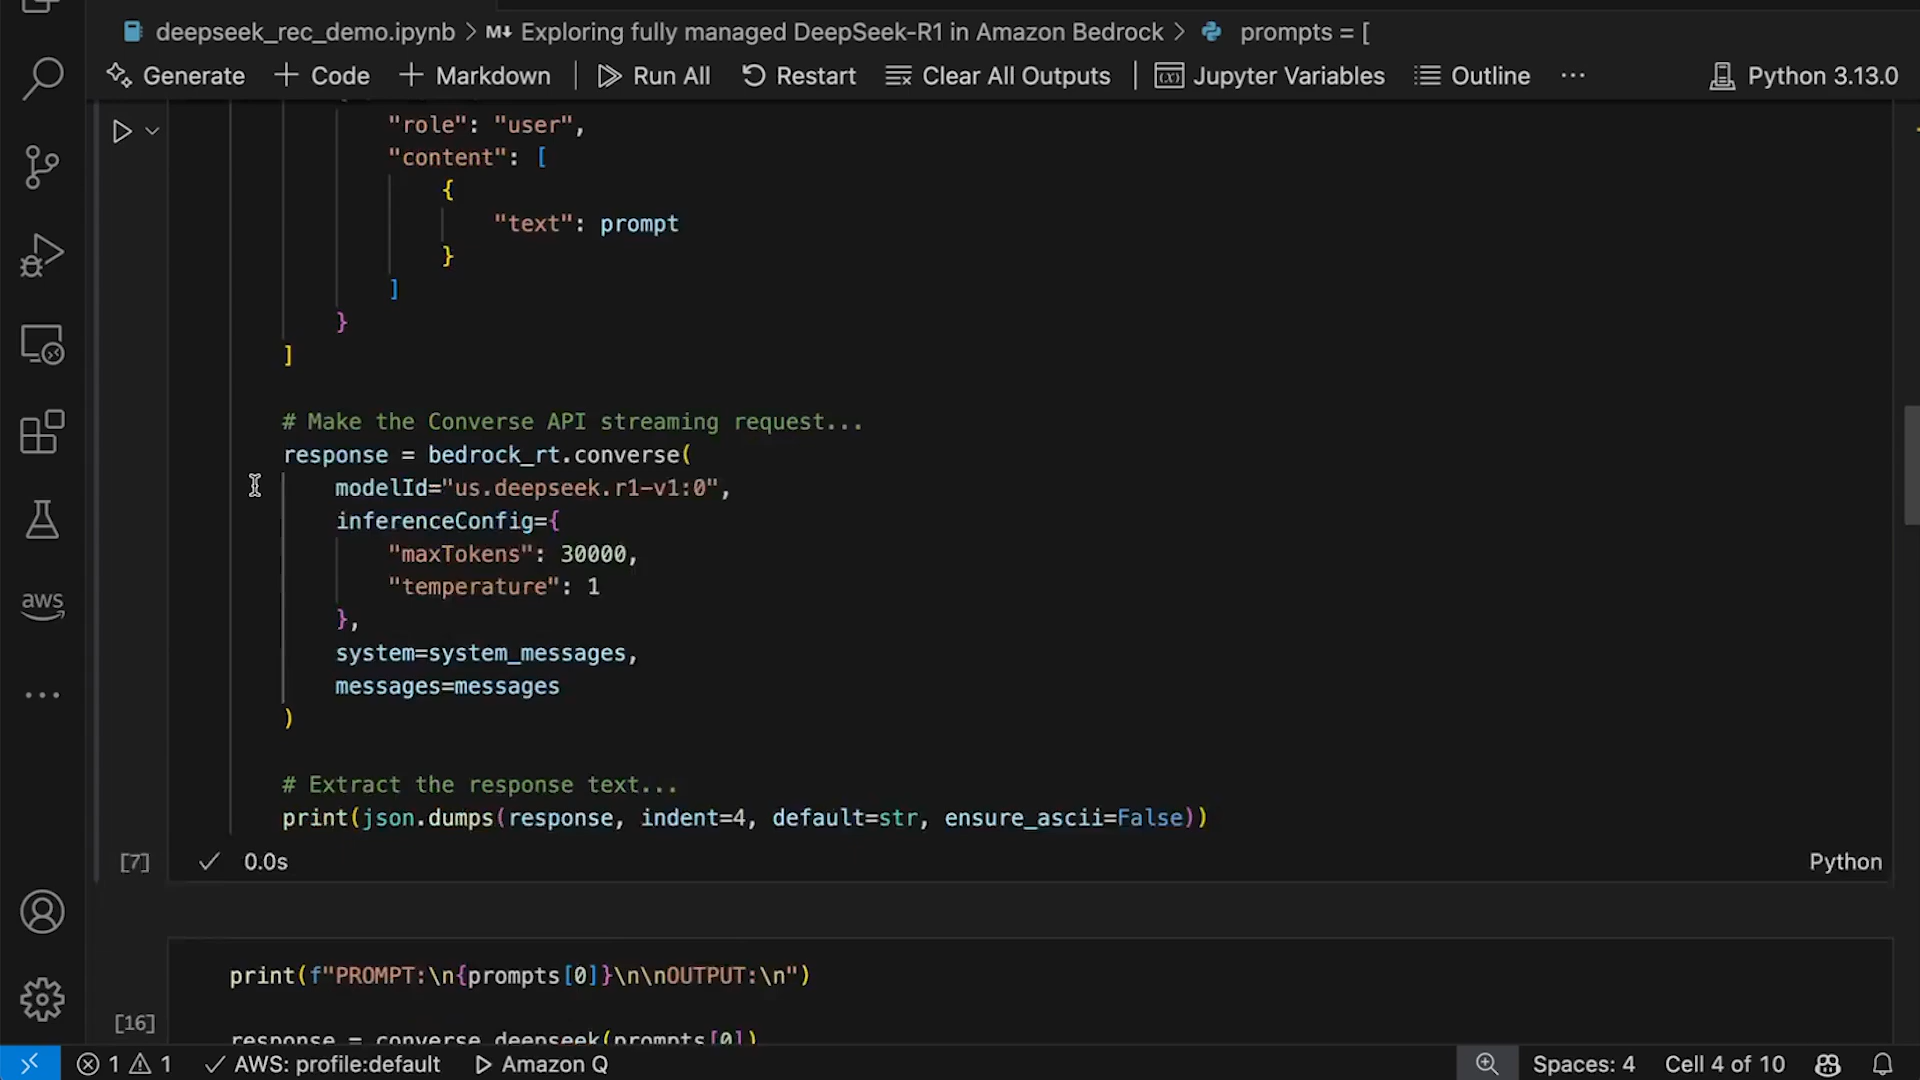 deepseek_rec_demo.ipynb > M↓ Exploring fully managed DeepSeek-R1 in Amazon Bedrock > prompts = [
Generate + Code + Markdown | Run All Restart Clear All Outputs | Jupyter Variables Outline ... Python 3.13.0
"role": "user",
"content": [
{
"text": prompt
}
]
}
]
# Make the Converse API streaming request...
response = bedrock_rt.converse(
modelId="us.deepseek.r1-v1:0",
inferenceConfig={
"maxTokens": 30000,
"temperature": 1
},
system=system_messages,
messages=messages
)
# Extract the response text...
print(json.dumps(response, indent=4, default=str, ensure_ascii=False))
[7] 0.0s Python
print(f"PROMPT:\n{prompts[0]}\n\nOUTPUT:\n")
[16]
response = converse_deepseek(prompts[0])
aws
1 1 AWS: profile:default Amazon Q Spaces: 4 Cell 4 of 10